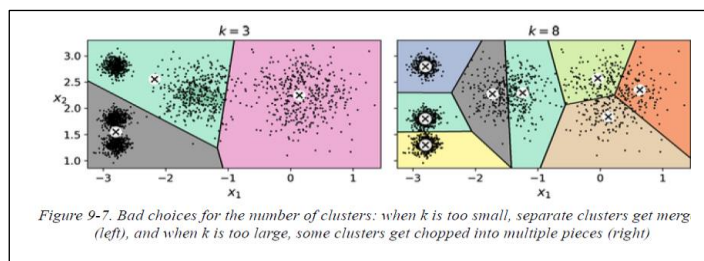 k = 3
k = 8
3.0
2.5
x₂ 2.0
1.5
1.0
−3 −2 −1 0 1
x₁
−3 −2 −1 0 1
x₁
Figure 9-7. Bad choices for the number of clusters: when k is too small, separate clusters get merg
(left), and when k is too large, some clusters get chopped into multiple pieces (right)